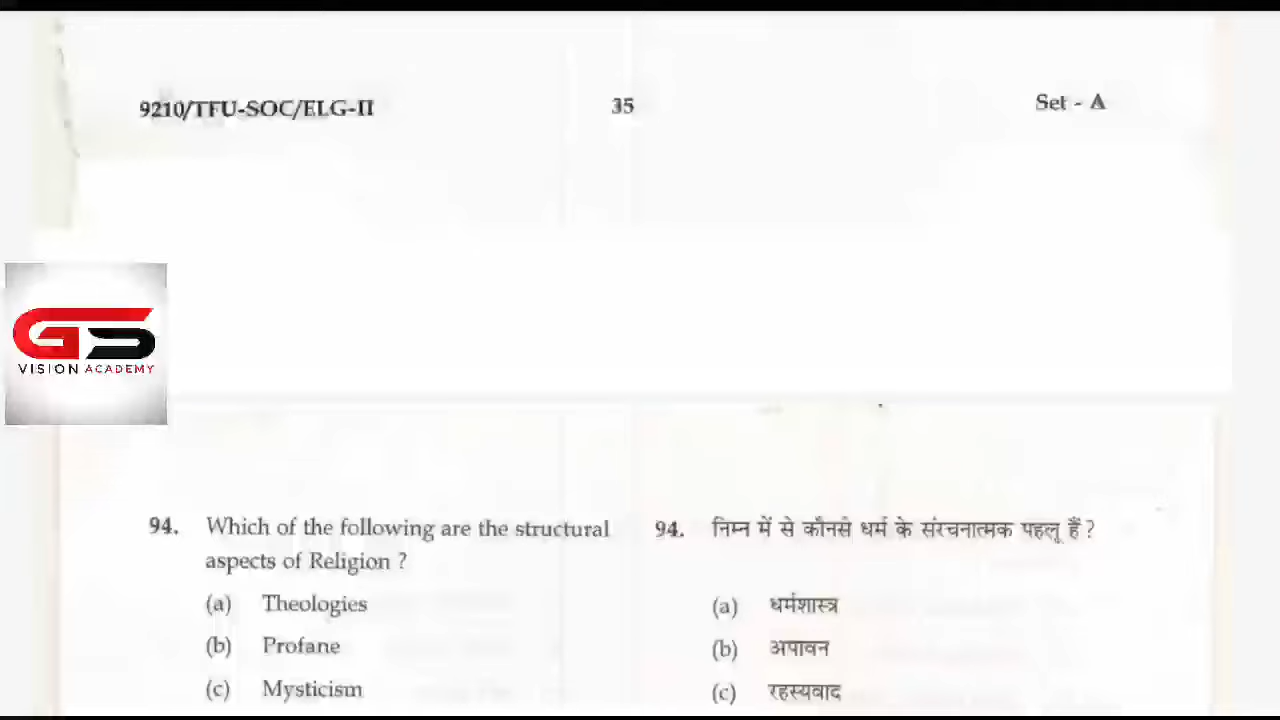 9210/TFU-SOC/ELG-II 35 Set - A
GS
VISION ACADEMY
94. Which of the following are the structural
aspects of Religion ?
(a) Theologies
(b) Profane
(c) Mysticism
94. निम्न में से कौनसे धर्म के संरचनात्मक पहलू हैं ?
(a) धर्मशास्त्र
(b) अपावन
(c) रहस्यवाद